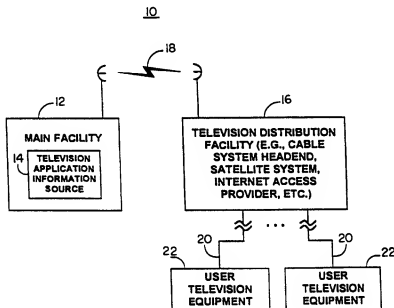 10
18
12
MAIN FACILITY
14
TELEVISION
APPLICATION
INFORMATION
SOURCE
16
TELEVISION DISTRIBUTION
FACILITY (E.G., CABLE
SYSTEM HEADEND,
SATELLITE SYSTEM,
INTERNET ACCESS
PROVIDER, ETC.)
...
20
20
22
22
USER
TELEVISION
EQUIPMENT
USER
TELEVISION
EQUIPMENT